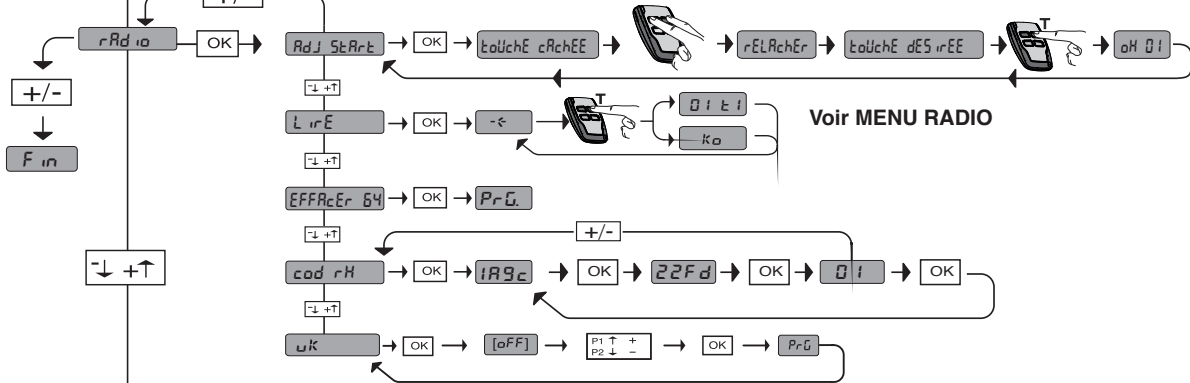 +/-
rAdio OK AdJ StArt OK toUchE cAchEE rELAchEr toUchE dESirEE T oK 01
+/-
-↓ +↑
Fin
LirE OK -< T 01 t1
Ko
Voir MENU RADIO
-↓ +↑
EFFAcEr 64 OK PrG.
-↓ +↑
+/-
-↓ +↑
cod rX OK 1A9c OK 22Fd OK 01 OK
-↓ +↑
uK OK [oFF] P1 ↑ + OK PrG
P2 ↓ -